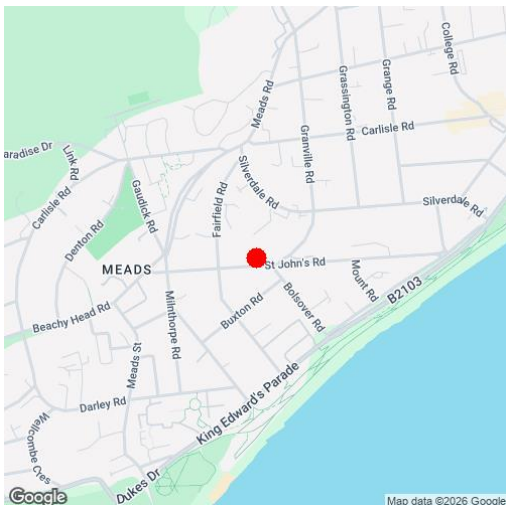 College Rd
Grange Rd
Grassington Rd
Meads Rd
Granville Rd
Carlisle Rd
aradise Dr
Link Rd
Silverdale Rd
Carlisle Rd
Gaudick Rd
Fairfield Rd
Silverdale Rd
Denton Rd
MEADS
St John's Rd
Mount Rd
B2103
Milnthorpe Rd
Buxton Rd
Bolsover Rd
Beachy Head Rd
Meads St
King Edward's Parade
Darley Rd
Wellcombe Cres
Dukes Dr
Google
Map data ©2026 Google